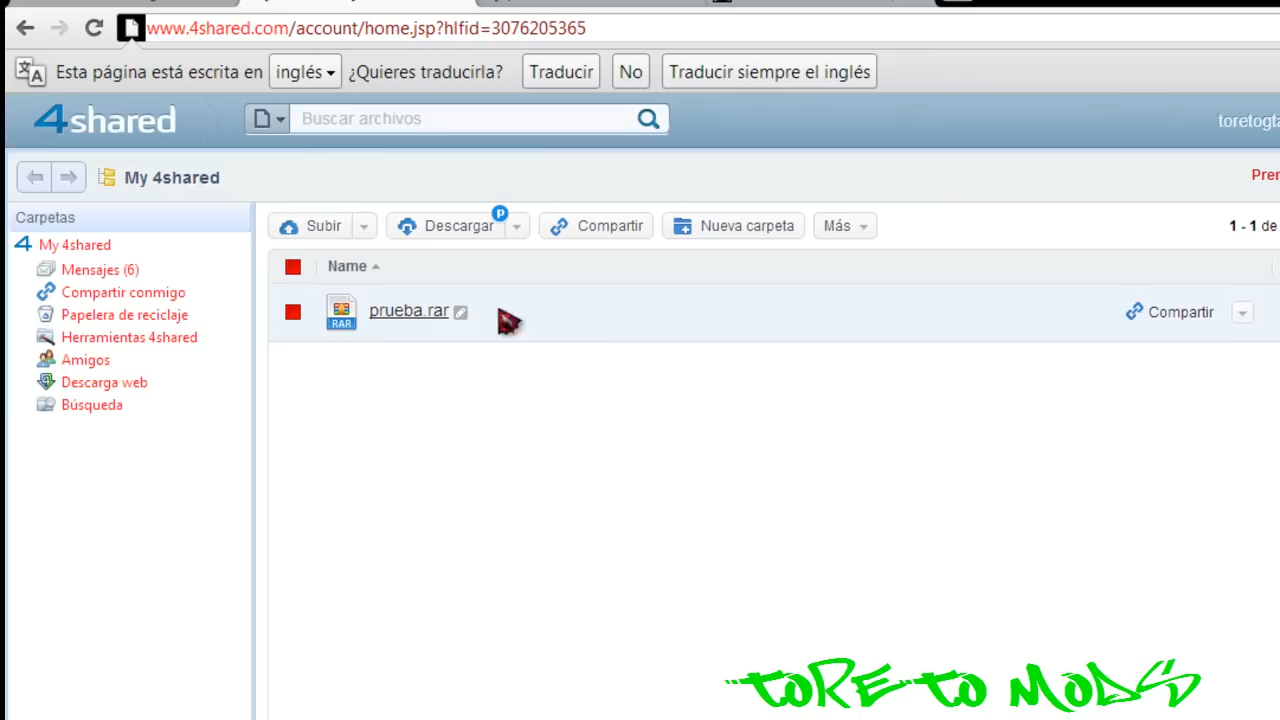 www.4shared.com/account/home.jsp?hlfid=3076205365
Esta página está escrita en inglés ¿Quieres traducirla? Traducir No Traducir siempre el inglés
4shared Buscar archivos
My 4shared
Carpetas
My 4shared
Mensajes (6)
Compartir conmigo
Papelera de reciclaje
Herramientas 4shared
Amigos
Descarga web
Búsqueda
Subir Descargar P Compartir Nueva carpeta Más 1 - 1 de
Name
RAR prueba.rar Compartir
toretO MODS